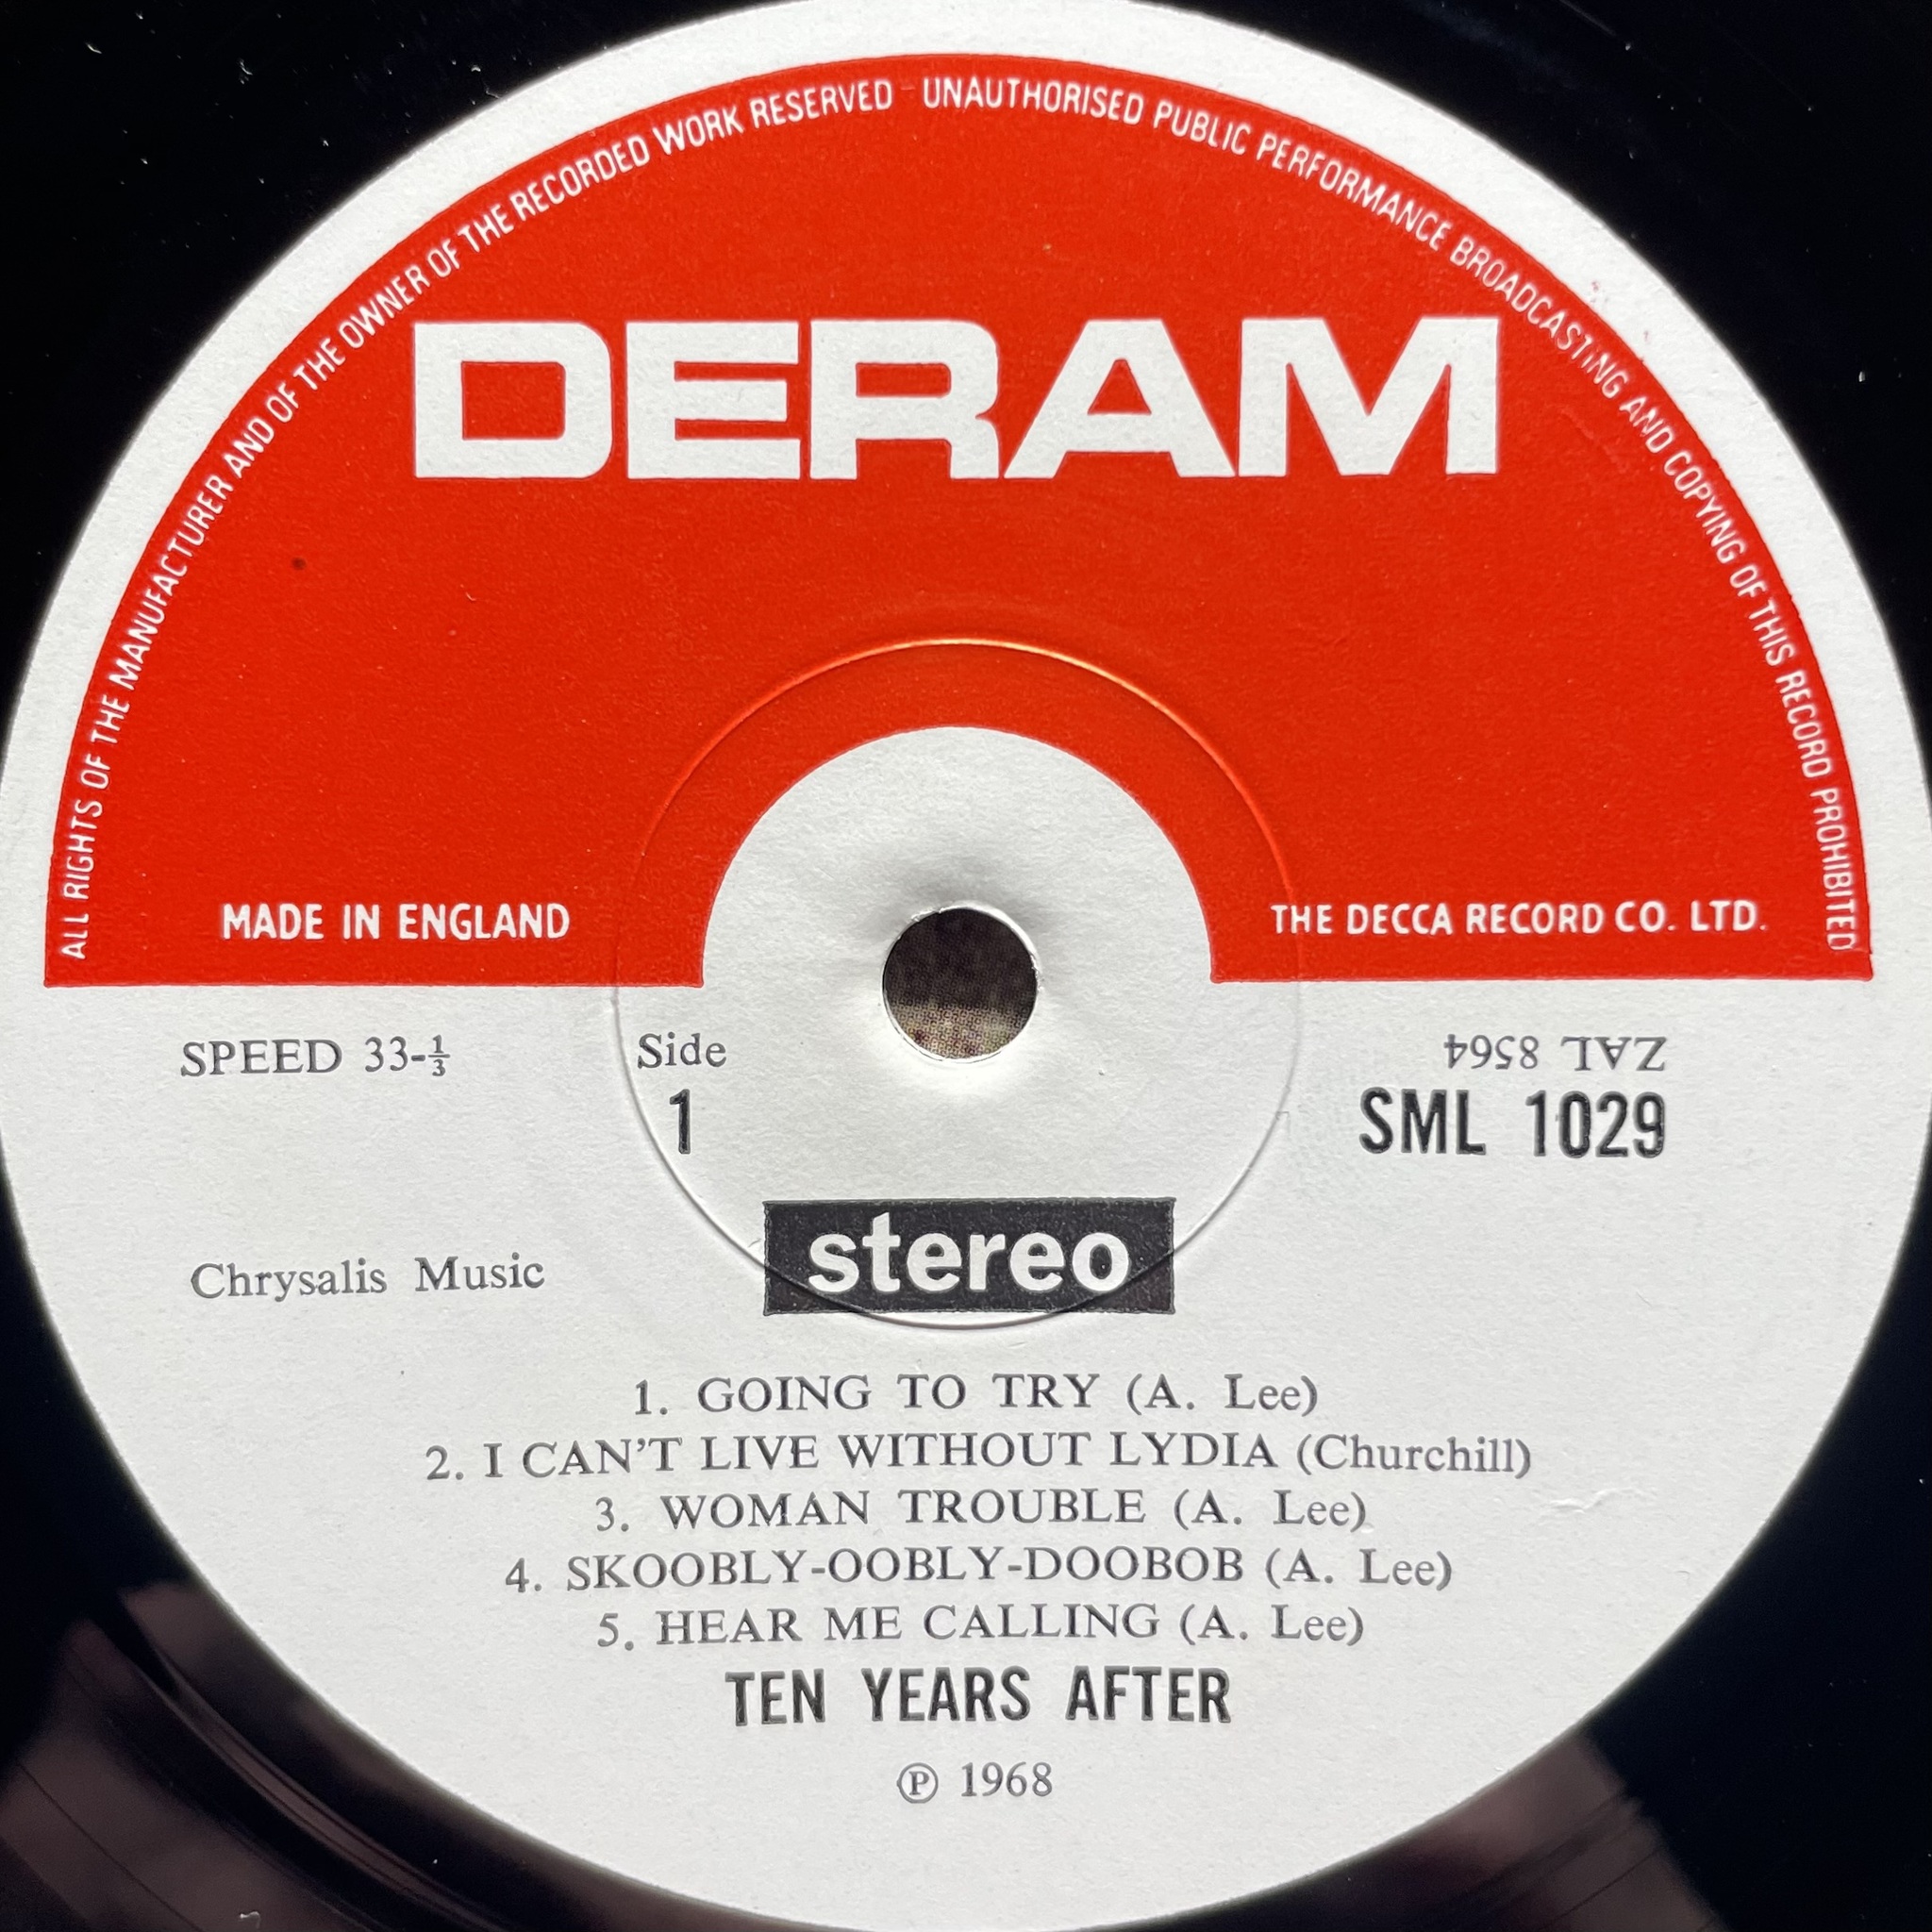 ALL RIGHTS OF THE MANUFACTURER AND OF THE OWNER OF THE RECORDED WORK RESERVED UNAUTHORISED PUBLIC PERFORMANCE BROADCASTING AND COPYING OF THIS RECORD PROHIBITED
DERAM
MADE IN ENGLAND
THE DECCA RECORD CO. LTD.
SPEED 33-⅓
Side
1
ZAL 8564
SML 1029
stereo
Chrysalis Music
1. GOING TO TRY (A. Lee)
2. I CAN'T LIVE WITHOUT LYDIA (Churchill)
3. WOMAN TROUBLE (A. Lee)
4. SKOOBLY-OOBLY-DOOBOB (A. Lee)
5. HEAR ME CALLING (A. Lee)
TEN YEARS AFTER
℗ 1968